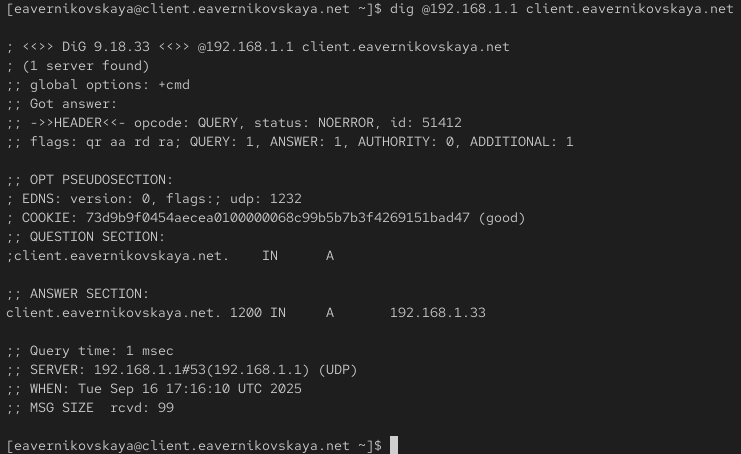 [eavernikovskaya@client.eavernikovskaya.net ~]$ dig @192.168.1.1 client.eavernikovskaya.net
; <<>> DiG 9.18.33 <<>> @192.168.1.1 client.eavernikovskaya.net
; (1 server found)
;; global options: +cmd
;; Got answer:
;; ->>HEADER<<- opcode: QUERY, status: NOERROR, id: 51412
;; flags: qr aa rd ra; QUERY: 1, ANSWER: 1, AUTHORITY: 0, ADDITIONAL: 1
;; OPT PSEUDOSECTION:
; EDNS: version: 0, flags:; udp: 1232
; COOKIE: 73d9b9f0454aecea0100000068c99b5b7b3f4269151bad47 (good)
;; QUESTION SECTION:
;client.eavernikovskaya.net. IN A
;; ANSWER SECTION:
client.eavernikovskaya.net. 1200 IN A 192.168.1.33
;; Query time: 1 msec
;; SERVER: 192.168.1.1#53(192.168.1.1) (UDP)
;; WHEN: Tue Sep 16 17:16:10 UTC 2025
;; MSG SIZE rcvd: 99
[eavernikovskaya@client.eavernikovskaya.net ~]$